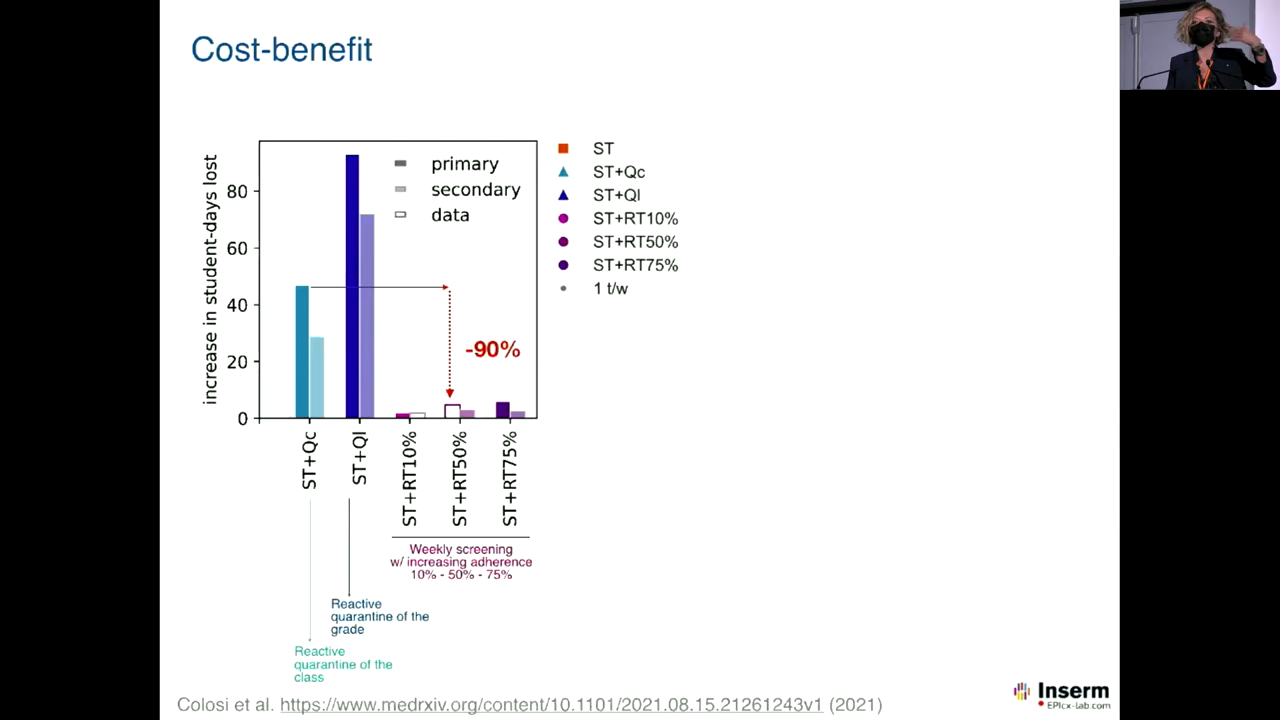 Cost-benefit
increase in student-days lost
80
60
40
20
0
primary
secondary
data
-90%
ST+Qc
ST+Ql
ST+RT10%
ST+RT50%
ST+RT75%
ST
ST+Qc
ST+Ql
ST+RT10%
ST+RT50%
ST+RT75%
1 t/w
Weekly screening
w/ increasing adherence
10% - 50% - 75%
Reactive
quarantine of the
grade
Reactive
quarantine of the
class
Colosi et al. https://www.medrxiv.org/content/10.1101/2021.08.15.21261243v1 (2021)
Inserm
EPIcx-lab.com